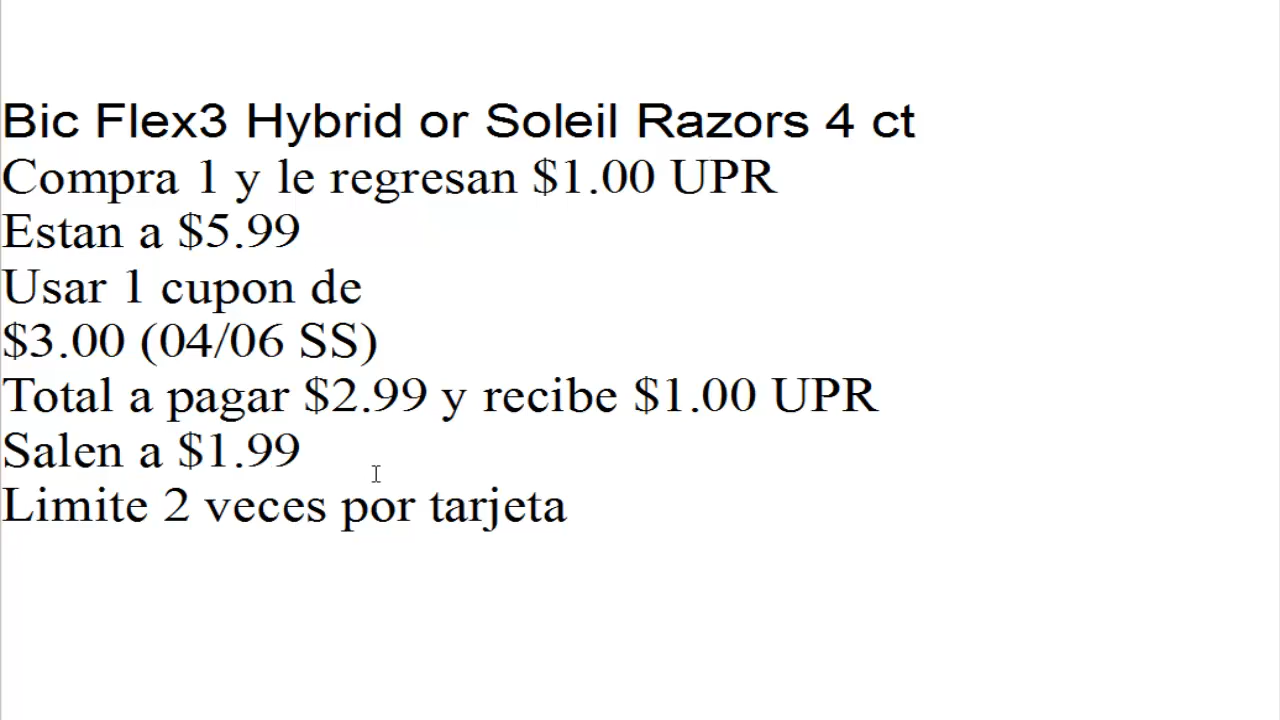 Bic Flex3 Hybrid or Soleil Razors 4 ct
Compra 1 y le regresan $1.00 UPR
Estan a $5.99
Usar 1 cupon de
$3.00 (04/06 SS)
Total a pagar $2.99 y recibe $1.00 UPR
Salen a $1.99
Limite 2 veces por tarjeta